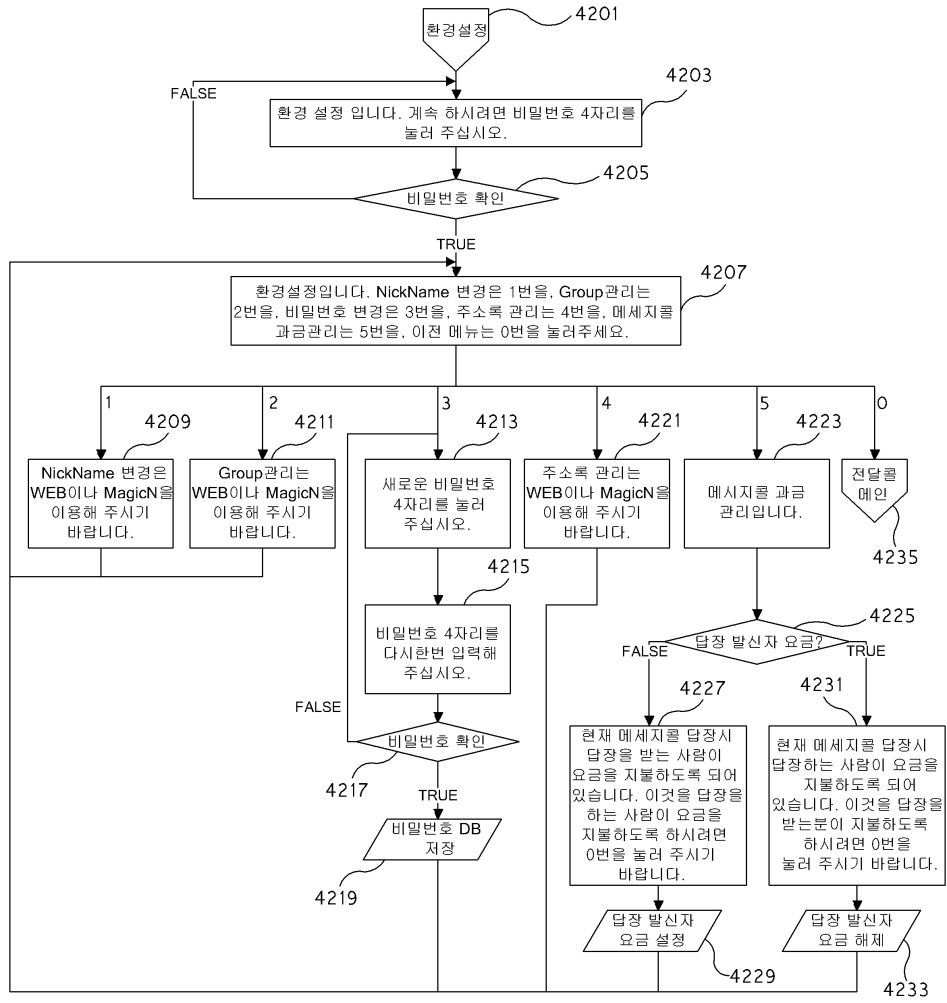 4201
환경설정
FALSE
4203
환경 설정 입니다. 계속 하시려면 비밀번호 4자리를
눌러 주십시오.
4205
비밀번호 확인
TRUE
4207
환경설정입니다. NickName 변경은 1번을, Group관리는
2번을, 비밀번호 변경은 3번을, 주소록 관리는 4번을, 메세지콜
과금관리는 5번을, 이전 메뉴는 0번을 눌러주세요.
1
2
3
4
5
0
4209
4211
4213
4221
4223
NickName 변경은
WEB이나 MagicN을
이용해 주시기
바랍니다.
Group관리는
WEB이나 MagicN을
이용해 주시기
바랍니다.
새로운 비밀번호
4자리를 눌러
주십시오.
주소록 관리는
WEB이나 MagicN을
이용해 주시기
바랍니다.
메시지콜 과금
관리입니다.
전달콜
메인
4235
4215
비밀번호 4자리를
다시한번 입력해
주십시오.
4225
답장 발신자 요금?
FALSE
TRUE
FALSE
비밀번호 확인
4217
TRUE
비밀번호 DB
저장
4219
4227
현재 메세지콜 답장시
답장을 받는 사람이
요금을 지불하도록 되어
있습니다. 이것을 답장을
하는 사람이 요금을
지불하도록 하시려면
0번을 눌러 주시기
바랍니다.
4231
현재 메세지콜 답장시
답장하는 사람이 요금을
지불하도록 되어
있습니다. 이것을 답장을
받는분이 지불하도록
하시려면 0번을
눌러 주시기 바랍니다.
답장 발신자
요금 설정
4229
답장 발신자
요금 해제
4233